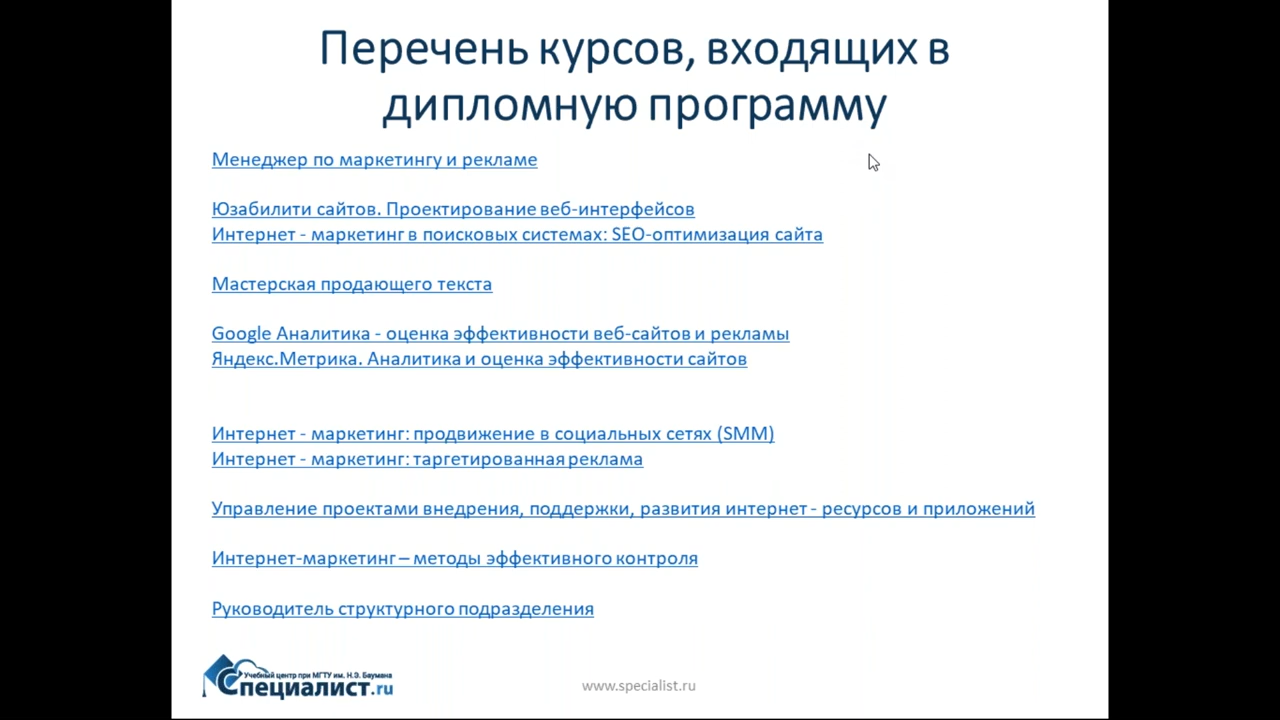 Перечень курсов, входящих в
дипломную программу
Менеджер по маркетингу и рекламе
Юзабилити сайтов. Проектирование веб-интерфейсов
Интернет - маркетинг в поисковых системах: SEO-оптимизация сайта
Мастерская продающего текста
Google Аналитика - оценка эффективности веб-сайтов и рекламы
Яндекс.Метрика. Аналитика и оценка эффективности сайтов
Интернет - маркетинг: продвижение в социальных сетях (SMM)
Интернет - маркетинг: таргетированная реклама
Управление проектами внедрения, поддержки, развития интернет - ресурсов и приложений
Интернет-маркетинг – методы эффективного контроля
Руководитель структурного подразделения
Учебный центр при МГТУ им. Н.Э. Баумана
Специалист.ru
www.specialist.ru